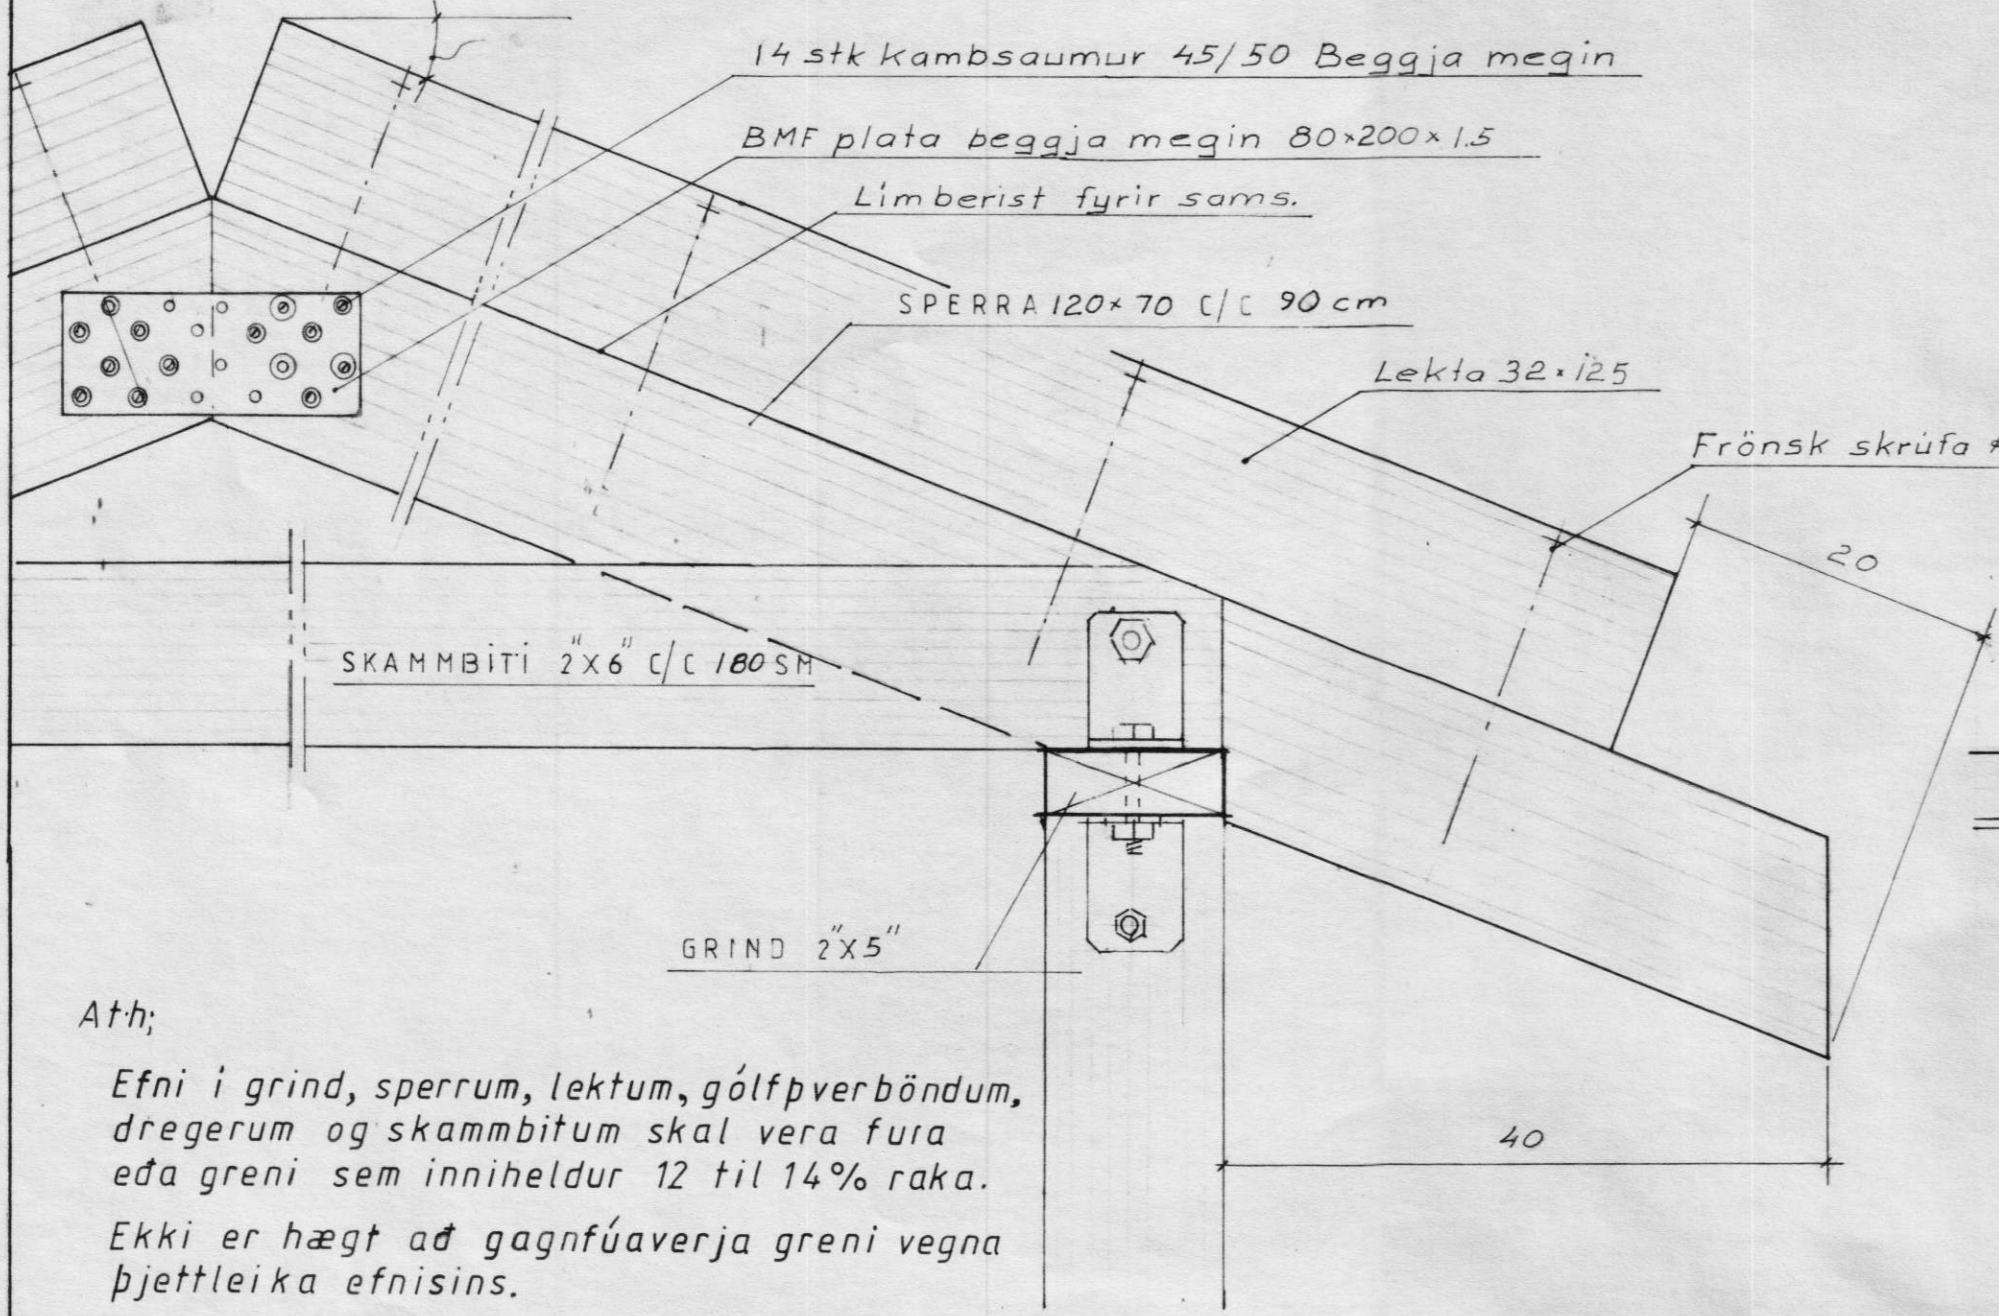 14 stk kambsaumur 45/50 Beggja megin
BMF plata beggja megin 80×200×1.5
Límberist fyrir sams.
SPERRA 120×70 C/C 90 cm
Lekta 32×125
Frönsk skrúfa
20
SKAMMBITI 2"X6" C/C 180 SM
GRIND 2"X5"
40
Ath;
Efni í grind, sperrum, lektum, gólfþverböndum,
dregerum og skammbitum skal vera fura
eða greni sem inniheldur 12 til 14% raka.
Ekki er hægt að gagnfúaverja greni vegna
þjettleika efnisins.